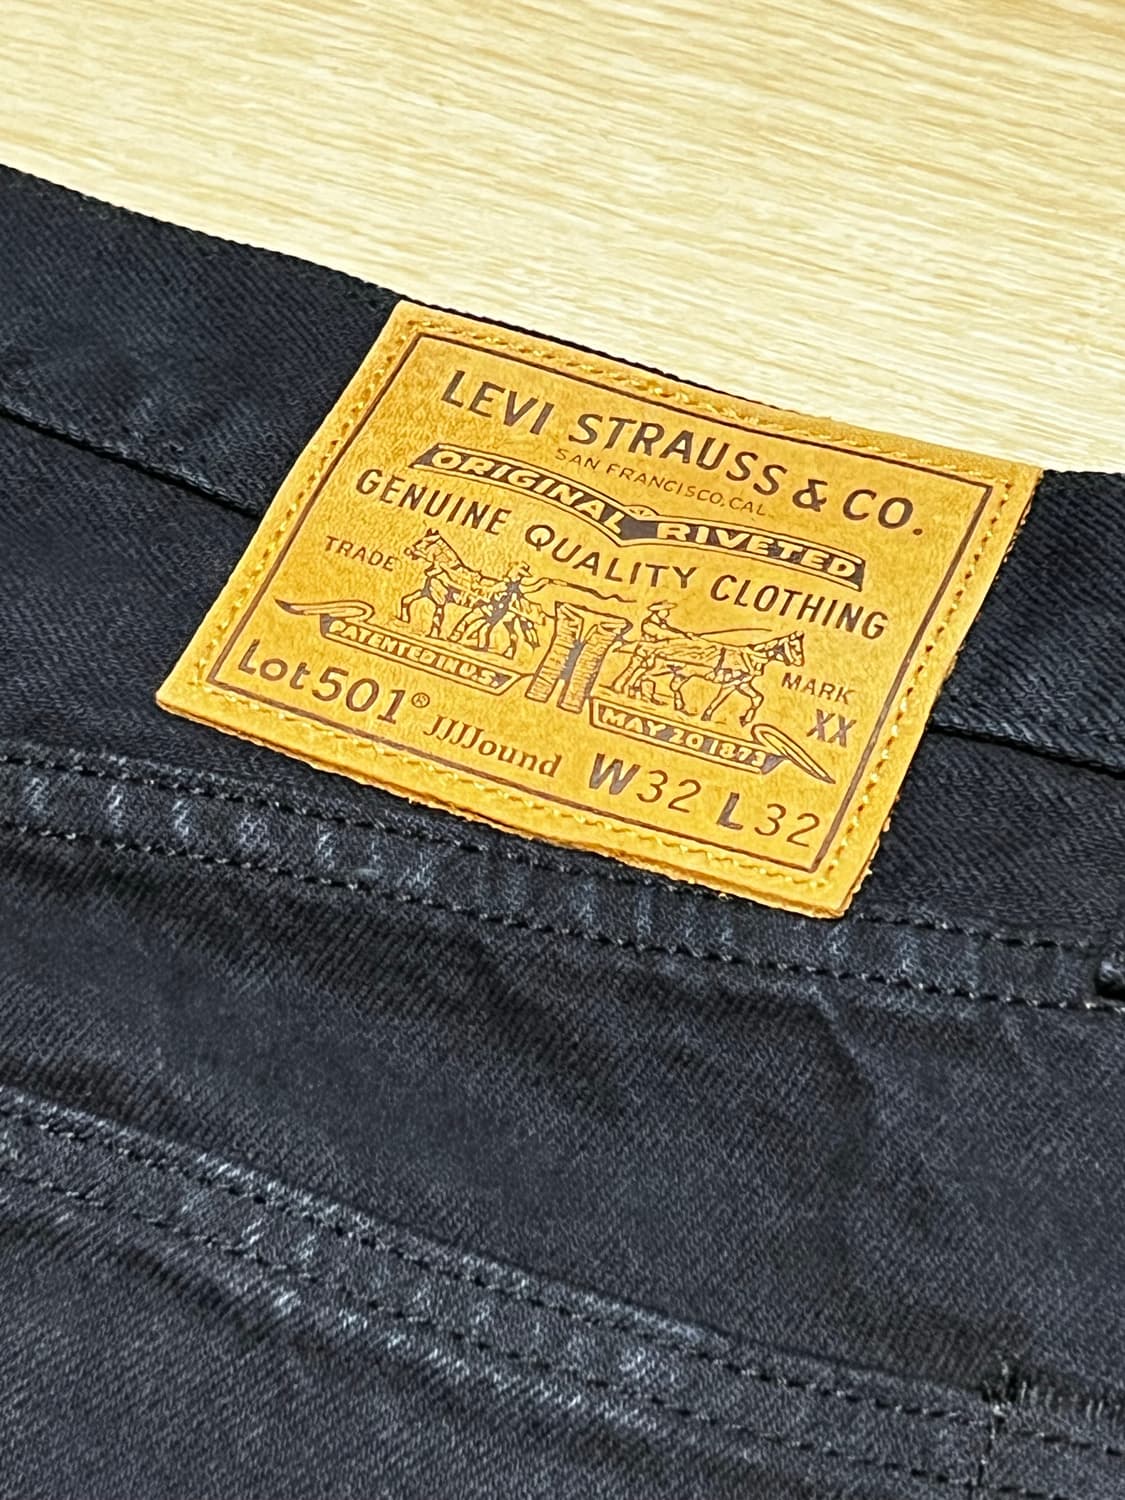 LEVI STRAUSS & CO.
SAN FRANCISCO, CAL.
ORIGINAL RIVETED
GENUINE QUALITY CLOTHING
TRADE MARK
PATENTED IN U.S. MAY 20 1873
XX
Lot 501® JJJJound W32 L32